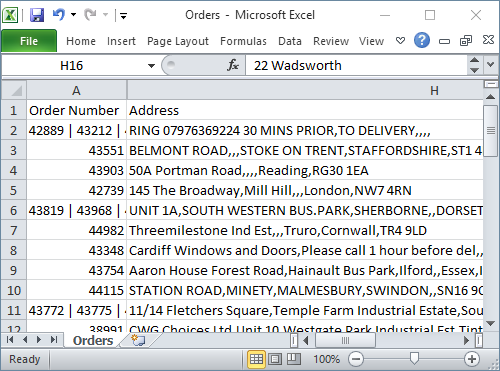 Orders - Microsoft Excel
File Home Insert Page Layout Formulas Data Review View
H16 fx 22 Wadsworth
A H
1 Order Number Address
2 42889 | 43212 | 4 RING 07976369224 30 MINS PRIOR,TO DELIVERY,,,,
3 43551 BELMONT ROAD,,,STOKE ON TRENT,STAFFORDSHIRE,ST1 4
4 43903 50A Portman Road,,,,Reading,RG30 1EA
5 42739 145 The Broadway,Mill Hill,,,London,NW7 4RN
6 43819 | 43968 | 4 UNIT 1A,SOUTH WESTERN BUS.PARK,SHERBORNE,,DORSET
7 44982 Threemilestone Ind Est,,,Truro,Cornwall,TR4 9LD
8 43348 Cardiff Windows and Doors,Please call 1 hour before del,,
9 43754 Aaron House Forest Road,Hainault Bus Park,Ilford,,Essex,I
10 44115 STATION ROAD,MINETY,MALMESBURY,SWINDON,,SN16 9
11 43772 | 43775 | 4 11/14 Fletchers Square,Temple Farm Industrial Estate,Sou
12 38991 CWG Choices Ltd,Unit 10,Westgate Park Industrial Est,Tint
Orders
Ready 100%